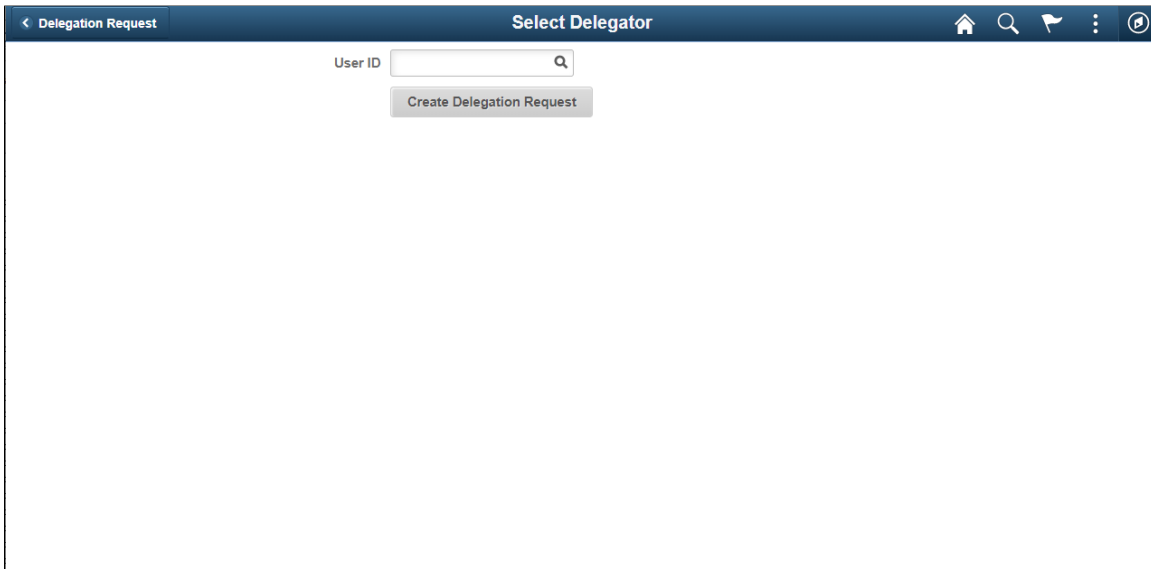 Delegation Request
Select Delegator
User ID
Create Delegation Request